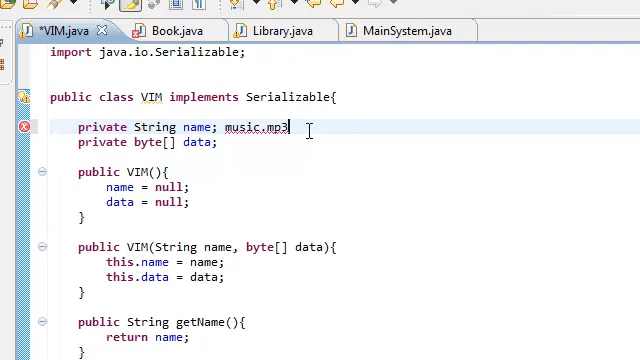 *VIM.java Book.java Library.java MainSystem.java
import java.io.Serializable;
public class VIM implements Serializable{
private String name; music.mp3
private byte[] data;
public VIM(){
name = null;
data = null;
}
public VIM(String name, byte[] data){
this.name = name;
this.data = data;
}
public String getName(){
return name;
}